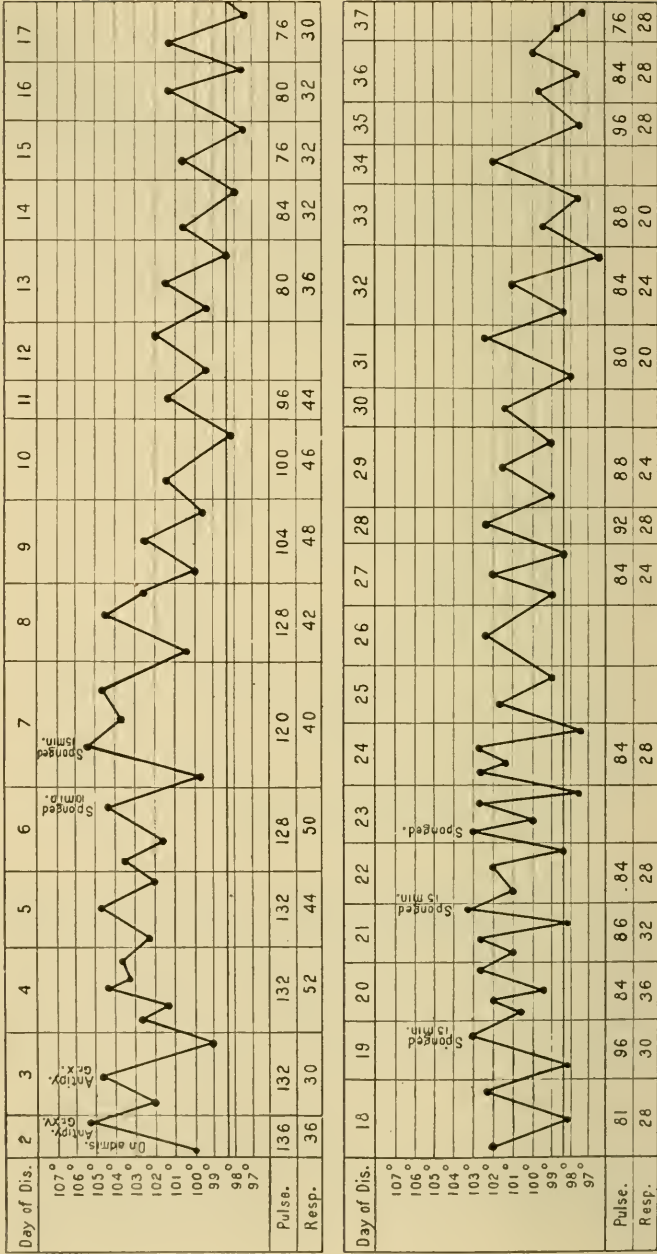 Day of Dis. 2 3 4 5 6 7 8 9 10 11 12 13 14 15 16 17
107°
106°
105°
104°
103°
102°
101°
100°
99°
98°
97°
On admis.
Antipy. Gr.XV.
Antipy. Gr.X.
Sponged 10 min.
Sponged 15 min.
Pulse. 136 132 132 132 128 120 128 104 100 96 80 84 76 80 76
Resp. 36 30 52 44 50 40 42 48 46 44 36 32 32 32 30
Day of Dis. 18 19 20 21 22 23 24 25 26 27 28 29 30 31 32 33 34 35 36 37
107°
106°
105°
104°
103°
102°
101°
100°
99°
98°
97°
Sponged 15 min.
Sponged 15 min.
Sponged.
Pulse. 81 96 84 86 .84 84 84 92 88 80 84 88 96 84 76
Resp. 28 30 36 32 28 28 24 28 24 20 24 20 28 28 28